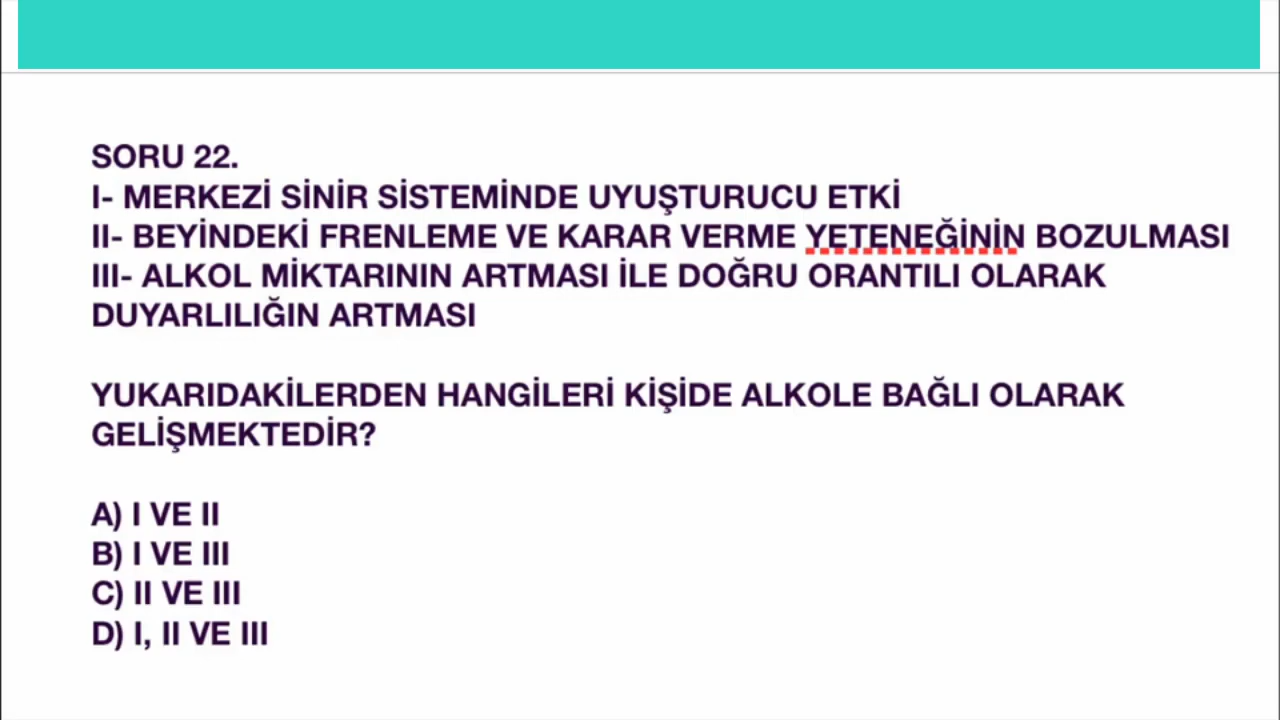 SORU 22.
I- MERKEZİ SİNİR SİSTEMİNDE UYUŞTURUCU ETKİ
II- BEYİNDEKİ FRENLEME VE KARAR VERME YETENEĞİNİN BOZULMASI
III- ALKOL MİKTARININ ARTMASI İLE DOĞRU ORANTILI OLARAK
DUYARLILIĞIN ARTMASI
YUKARIDAKİLERDEN HANGİLERİ KİŞİDE ALKOLE BAĞLI OLARAK
GELİŞMEKTEDİR?
A) I VE II
B) I VE III
C) II VE III
D) I, II VE III